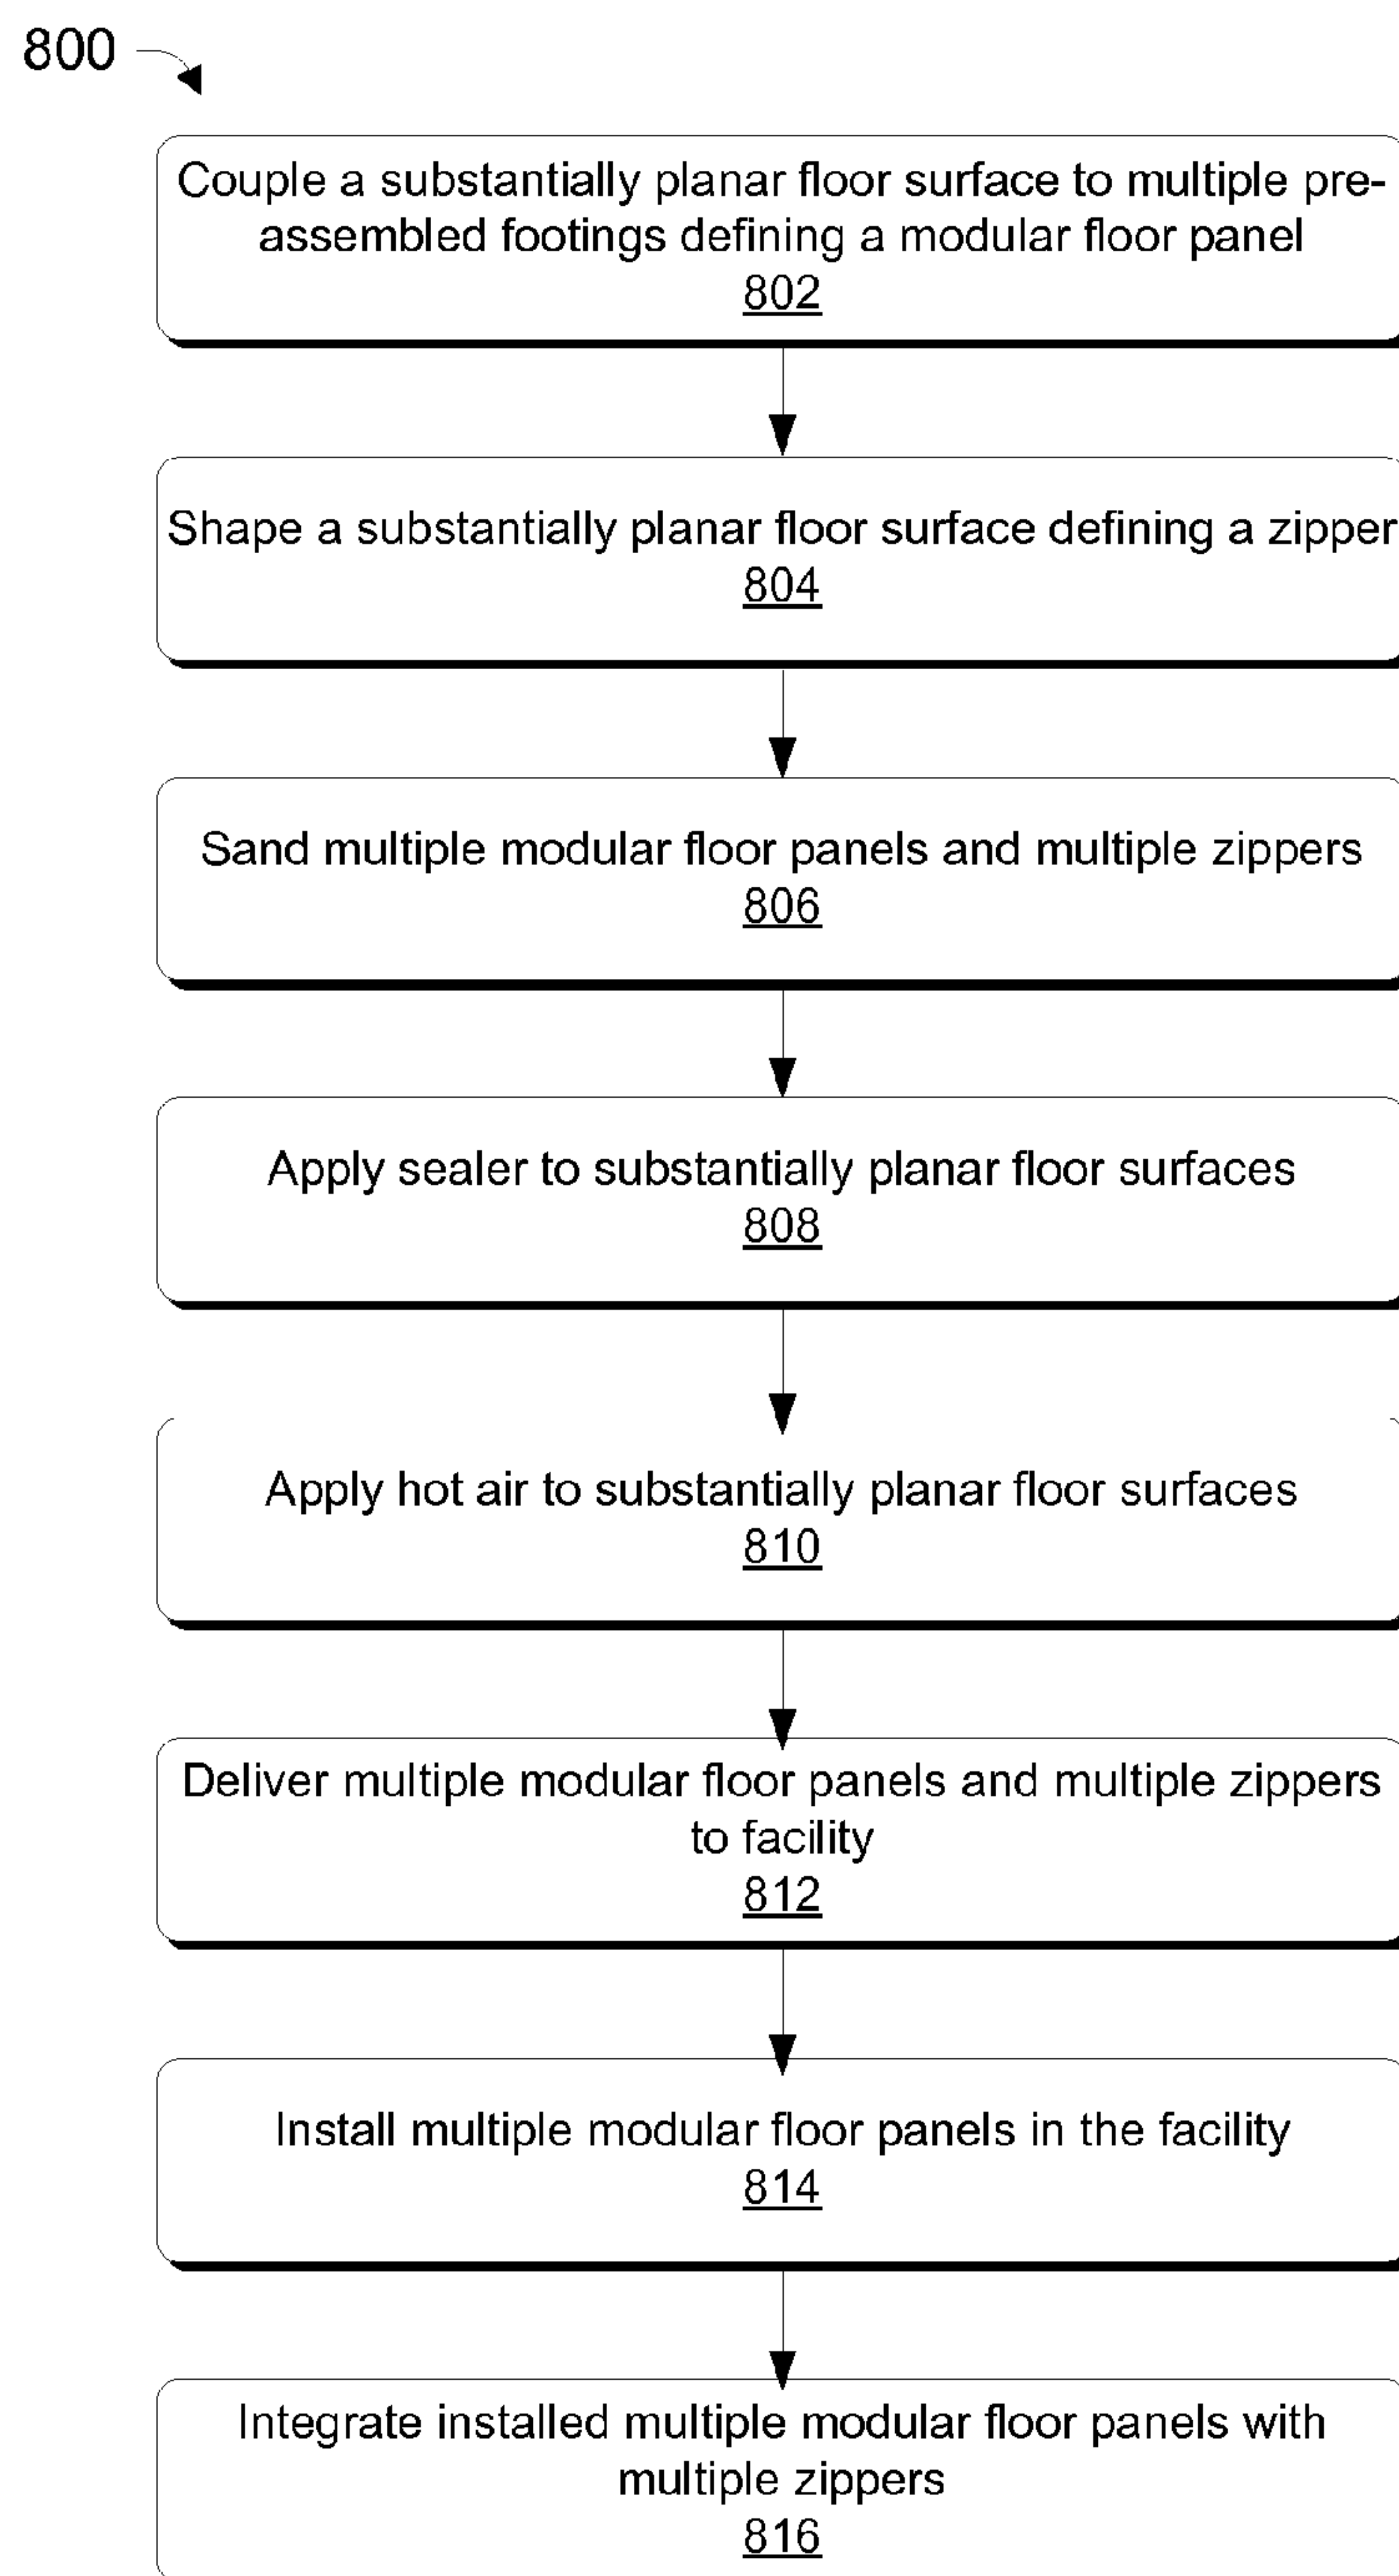 800
Couple a substantially planar floor surface to multiple pre-
assembled footings defining a modular floor panel
802
Shape a substantially planar floor surface defining a zipper
804
Sand multiple modular floor panels and multiple zippers
806
Apply sealer to substantially planar floor surfaces
808
Apply hot air to substantially planar floor surfaces
810
Deliver multiple modular floor panels and multiple zippers
to facility
812
Install multiple modular floor panels in the facility
814
Integrate installed multiple modular floor panels with
multiple zippers
816